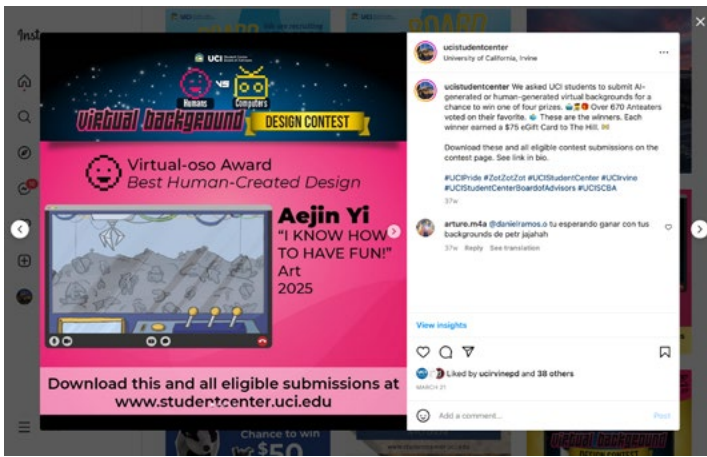 Inst
UCI
UCI
BOARD
UCI
vs
Humans
Computers
virtual background
DESIGN CONTEST
Virtual-oso Award
Best Human-Created Design
Aejin Yi
"I KNOW HOW
TO HAVE FUN!"
Art
2025
Download this and all eligible submissions at
www.studentcenter.uci.edu
ucistudentcenter
University of California, Irvine
ucistudentcenter We asked UCI students to submit AI-
generated or human-generated virtual backgrounds for a
chance to win one of four prizes. 🤖🧑‍🎨🎁 Over 670 Anteaters
voted on their favorite. These are the winners. Each
winner earned a $75 eGift Card to The Hill.
Download these and all eligible contest submissions on the
contest page. See link in bio.
#UCIPride #ZotZotZot #UCIStudentCenter #UCIrvine
#UCIStudentCenterBoardofAdvisors #UCISCBA
37w
arturo.m4a @danielramos.o tu esperando ganar con tus
backgrounds de petr jajahah
37w Reply See translation
View insights
Liked by ucirvinepd and 38 others
MARCH 21
Add a comment...
Post
Chance to win
$50
virtual background
DESIGN CONTEST